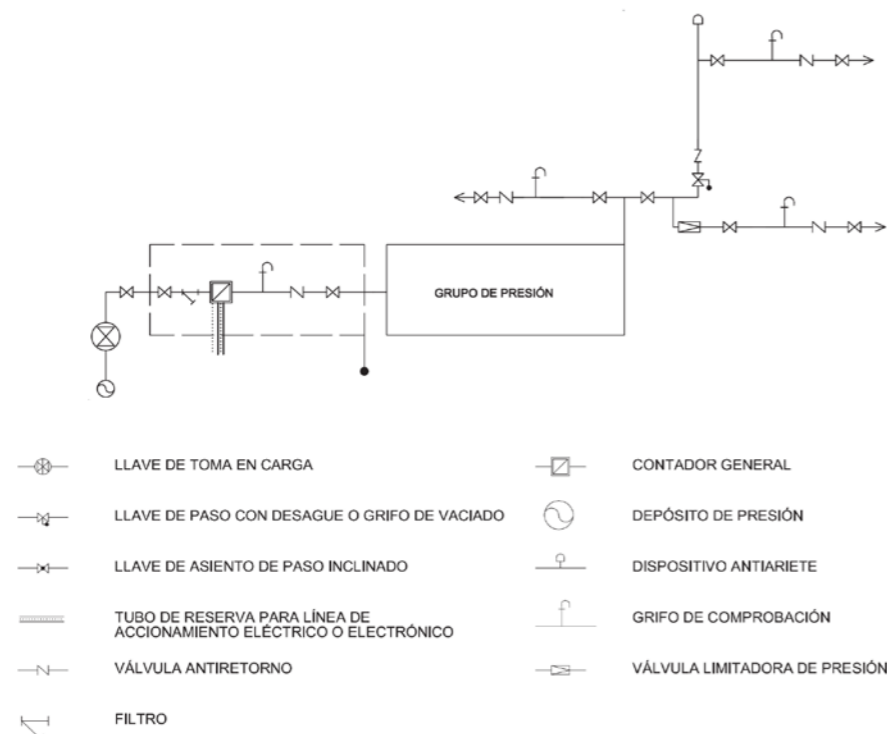 GRUPO DE PRESIÓN
LLAVE DE TOMA EN CARGA
CONTADOR GENERAL
LLAVE DE PASO CON DESAGUE O GRIFO DE VACIADO
DEPÓSITO DE PRESIÓN
LLAVE DE ASIENTO DE PASO INCLINADO
DISPOSITIVO ANTIARIETE
TUBO DE RESERVA PARA LÍNEA DE
ACCIONAMIENTO ELÉCTRICO O ELECTRÓNICO
GRIFO DE COMPROBACIÓN
VÁLVULA ANTIRETORNO
VÁLVULA LIMITADORA DE PRESIÓN
FILTRO